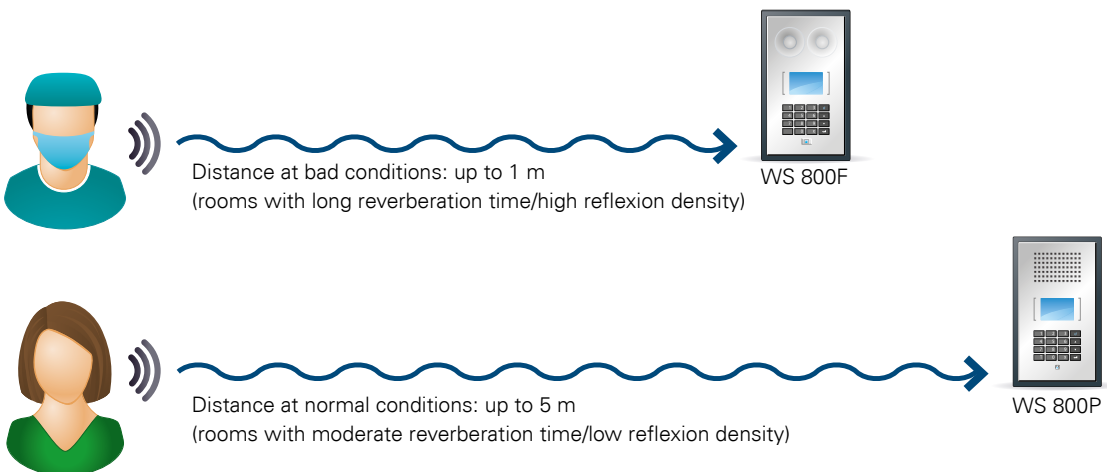 WS 800F
Distance at bad conditions: up to 1 m
(rooms with long reverberation time/high reflexion density)
WS 800P
Distance at normal conditions: up to 5 m
(rooms with moderate reverberation time/low reflexion density)